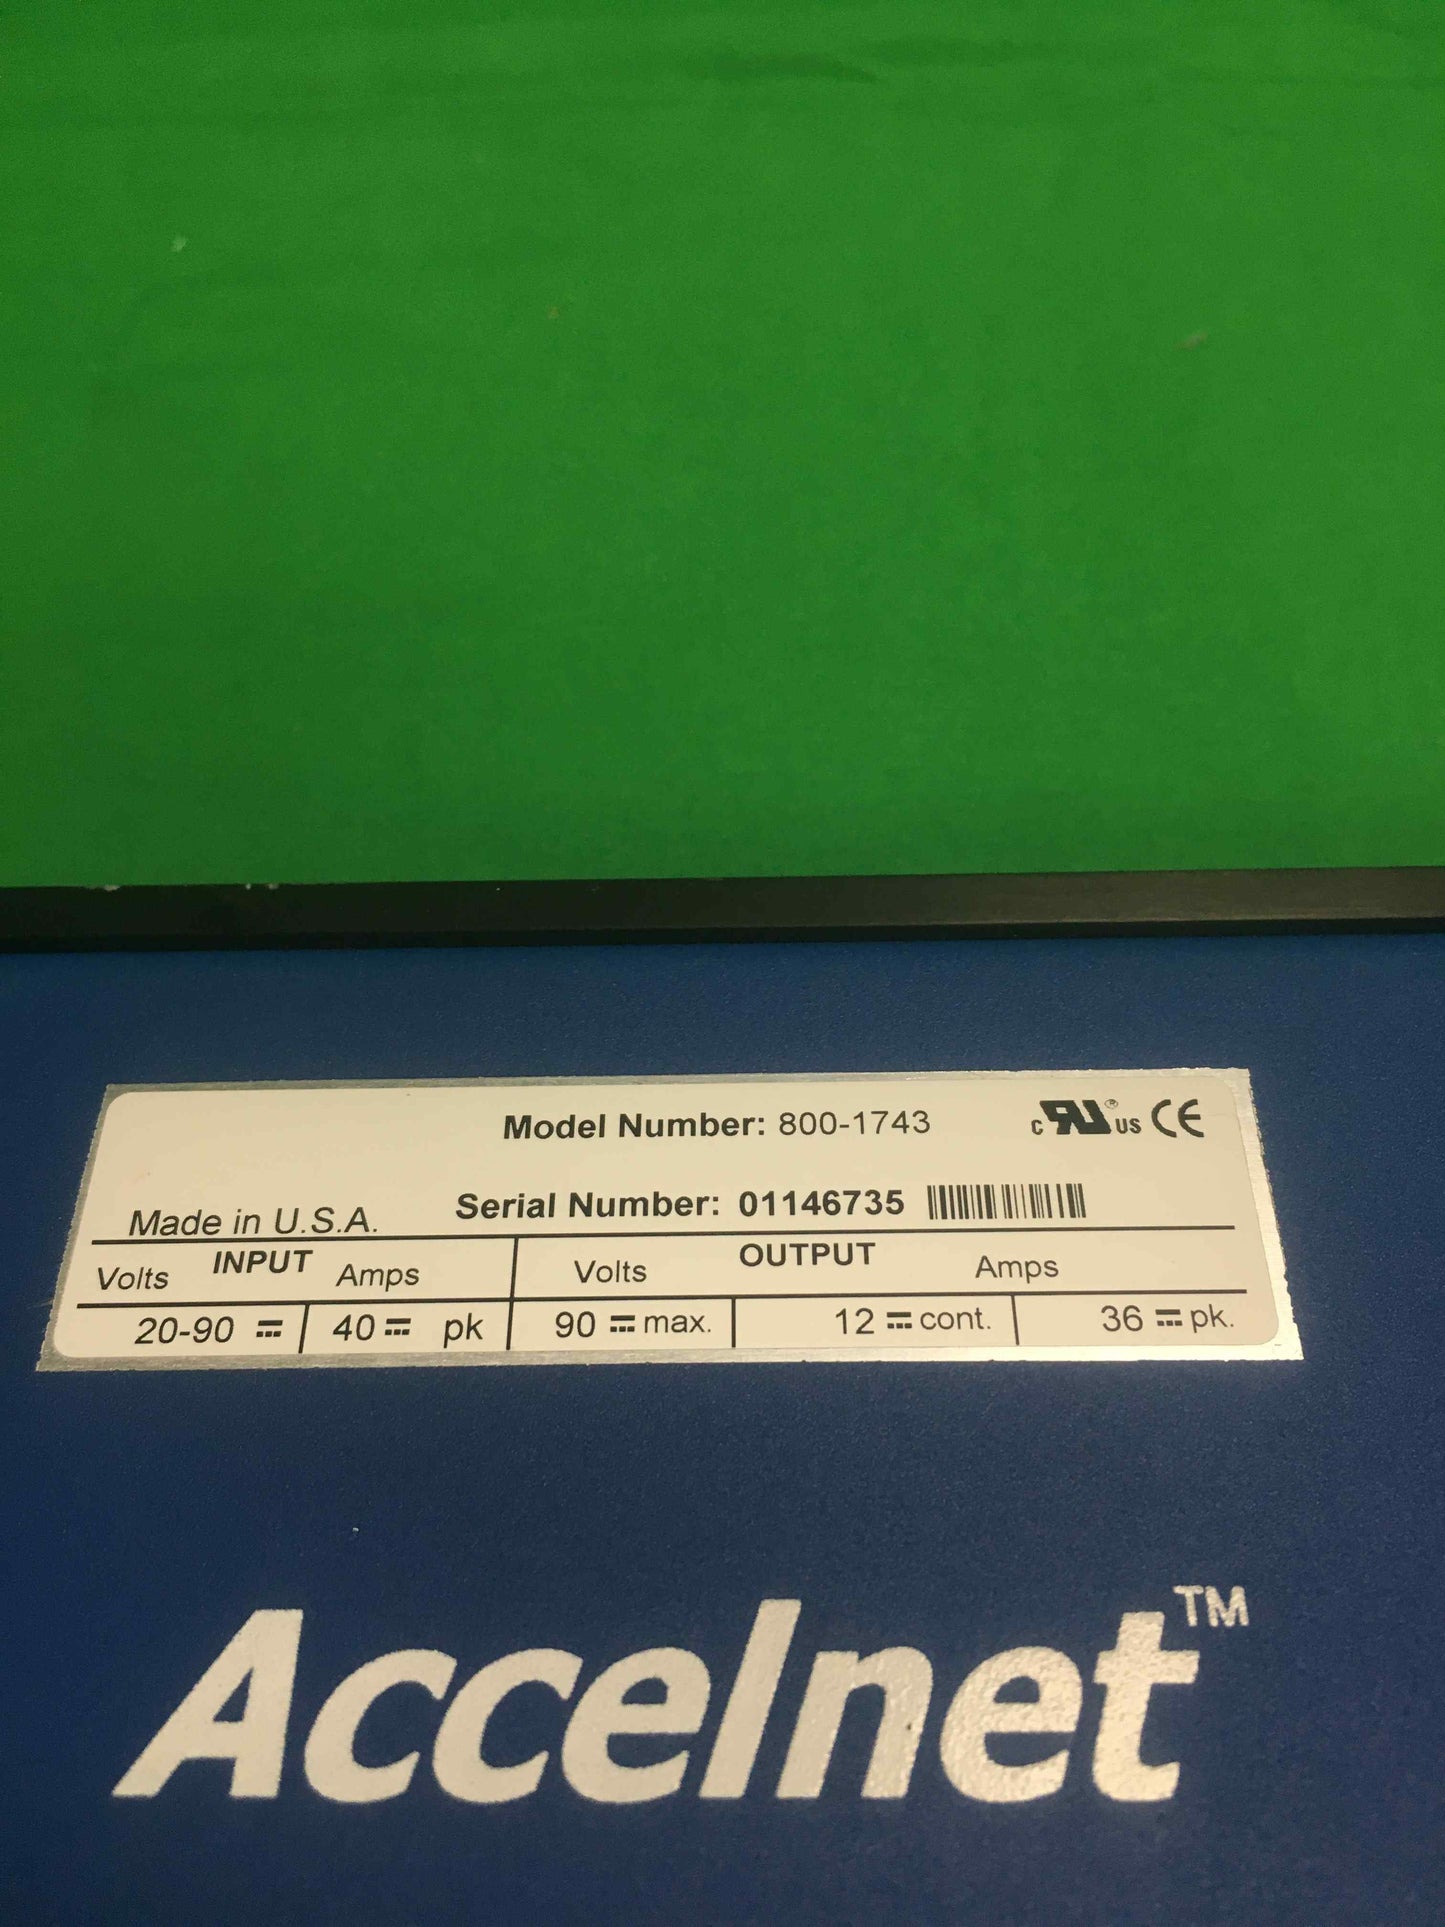 Model Number: 800-1743 c RU® US CE
Made in U.S.A. Serial Number: 01146735
INPUT OUTPUT
Volts Amps Volts Amps
20-90 ⎓ 40 ⎓ pk 90 ⎓ max. 12 ⎓ cont. 36 ⎓ pk.
Accelnet™